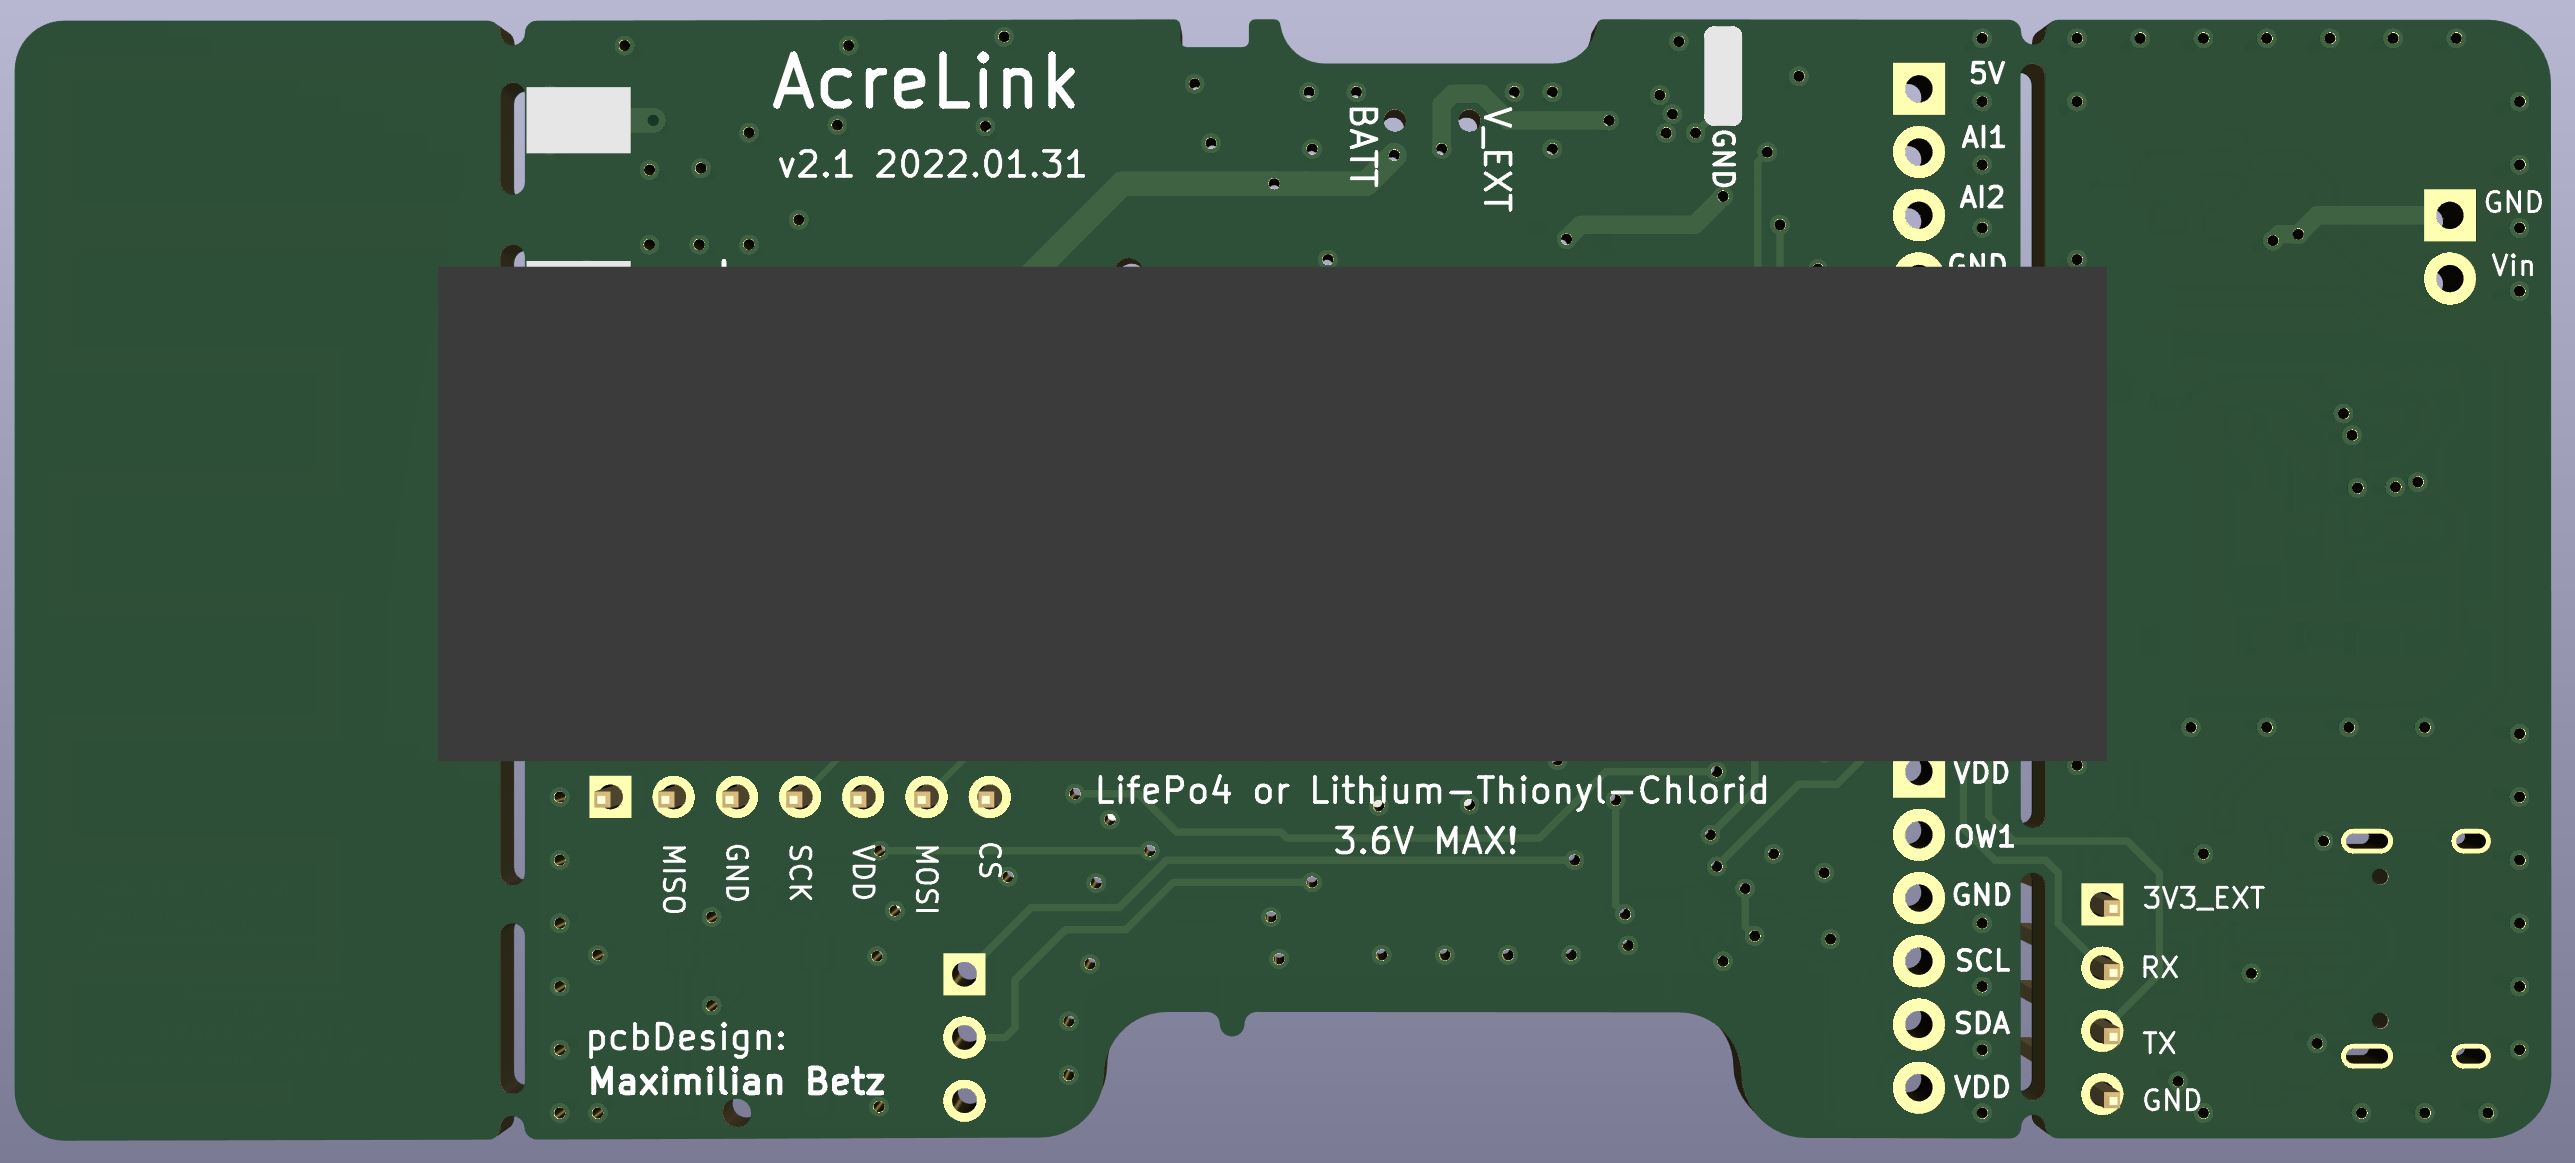 AcreLink
v2.1 2022.01.31
BATT
V_EXT
GND
5V
AI1
AI2
GND
GND
Vin
LifePo4 or Lithium-Thionyl-Chlorid
3.6V MAX!
MISO
GND
SCK
VDD
MOSI
CS
VDD
OW1
GND
SCL
SDA
VDD
3V3_EXT
RX
TX
GND
pcbDesign:
Maximilian Betz